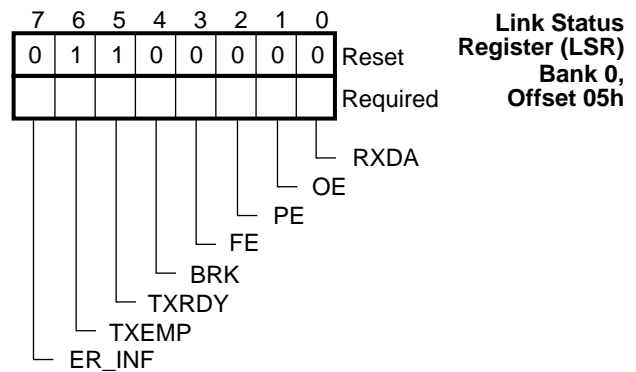 7 6 5 4 3 2 1 0
0 1 1 0 0 0 0 0 Reset
Required
Link Status
Register (LSR)
Bank 0,
Offset 05h
RXDA
OE
PE
FE
BRK
TXRDY
TXEMP
ER_INF